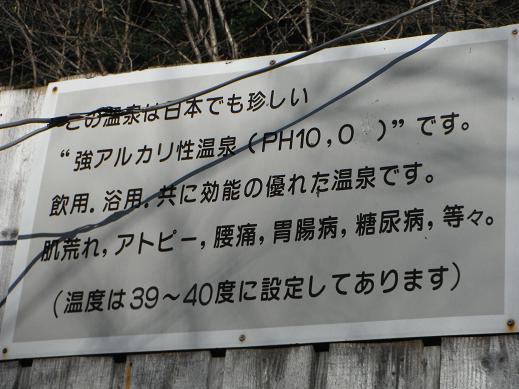 この温泉は日本でも珍しい
“強アルカリ性温泉(PH10,0 )”です。
飲用.浴用.共に効能の優れた温泉です。
肌荒れ,アトピー,腰痛,胃腸病,糖尿病,等々。
(温度は39～40度に設定してあります)